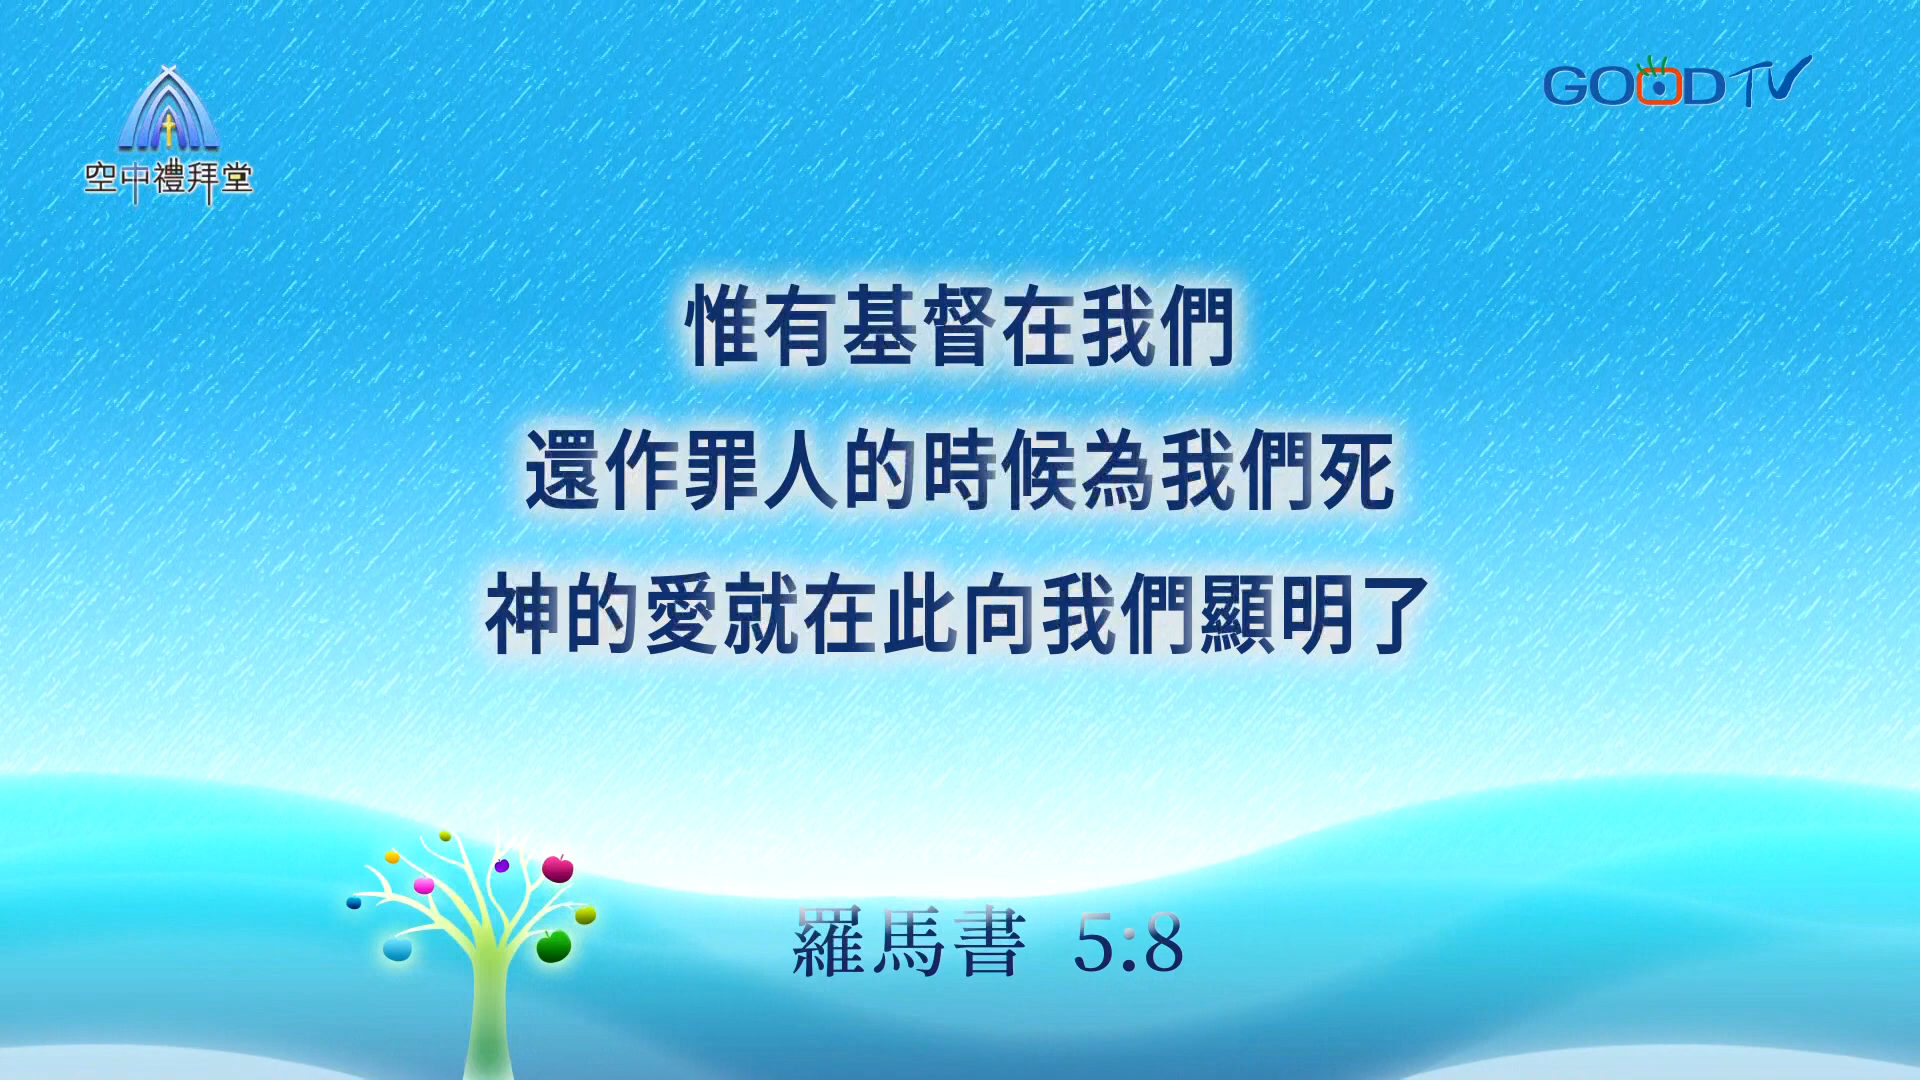 空中禮拜堂
GOODTV
惟有基督在我們
還作罪人的時候為我們死
神的愛就在此向我們顯明了
羅馬書 5:8